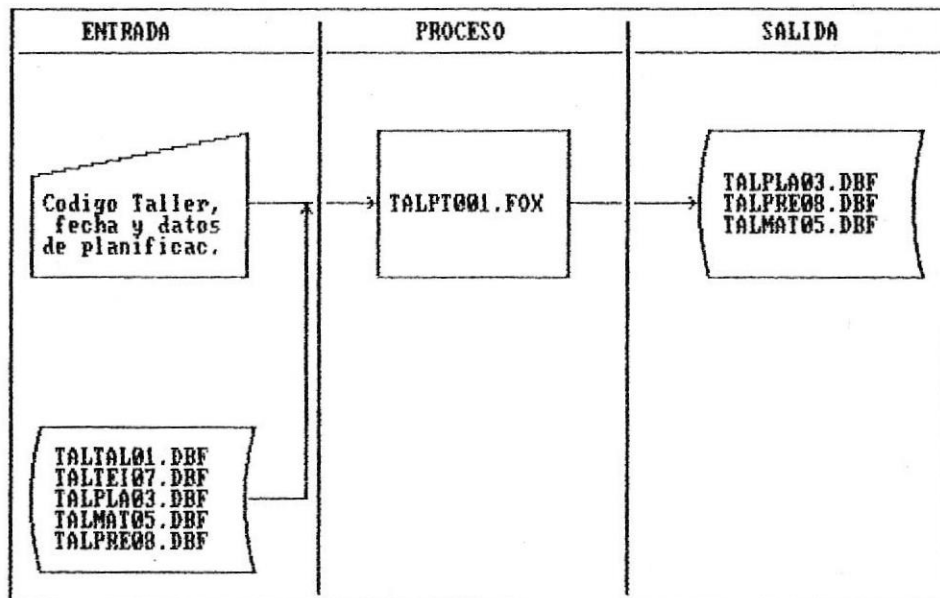 ENTRADA
PROCESO
SALIDA
Codigo Taller,
fecha y datos
de planificac.
TALPT001.FOX
TALPLA03.DBF
TALPRE08.DBF
TALMAT05.DBF
TALTAL01.DBF
TALTEI07.DBF
TALPLA03.DBF
TALMAT05.DBF
TALPRE08.DBF